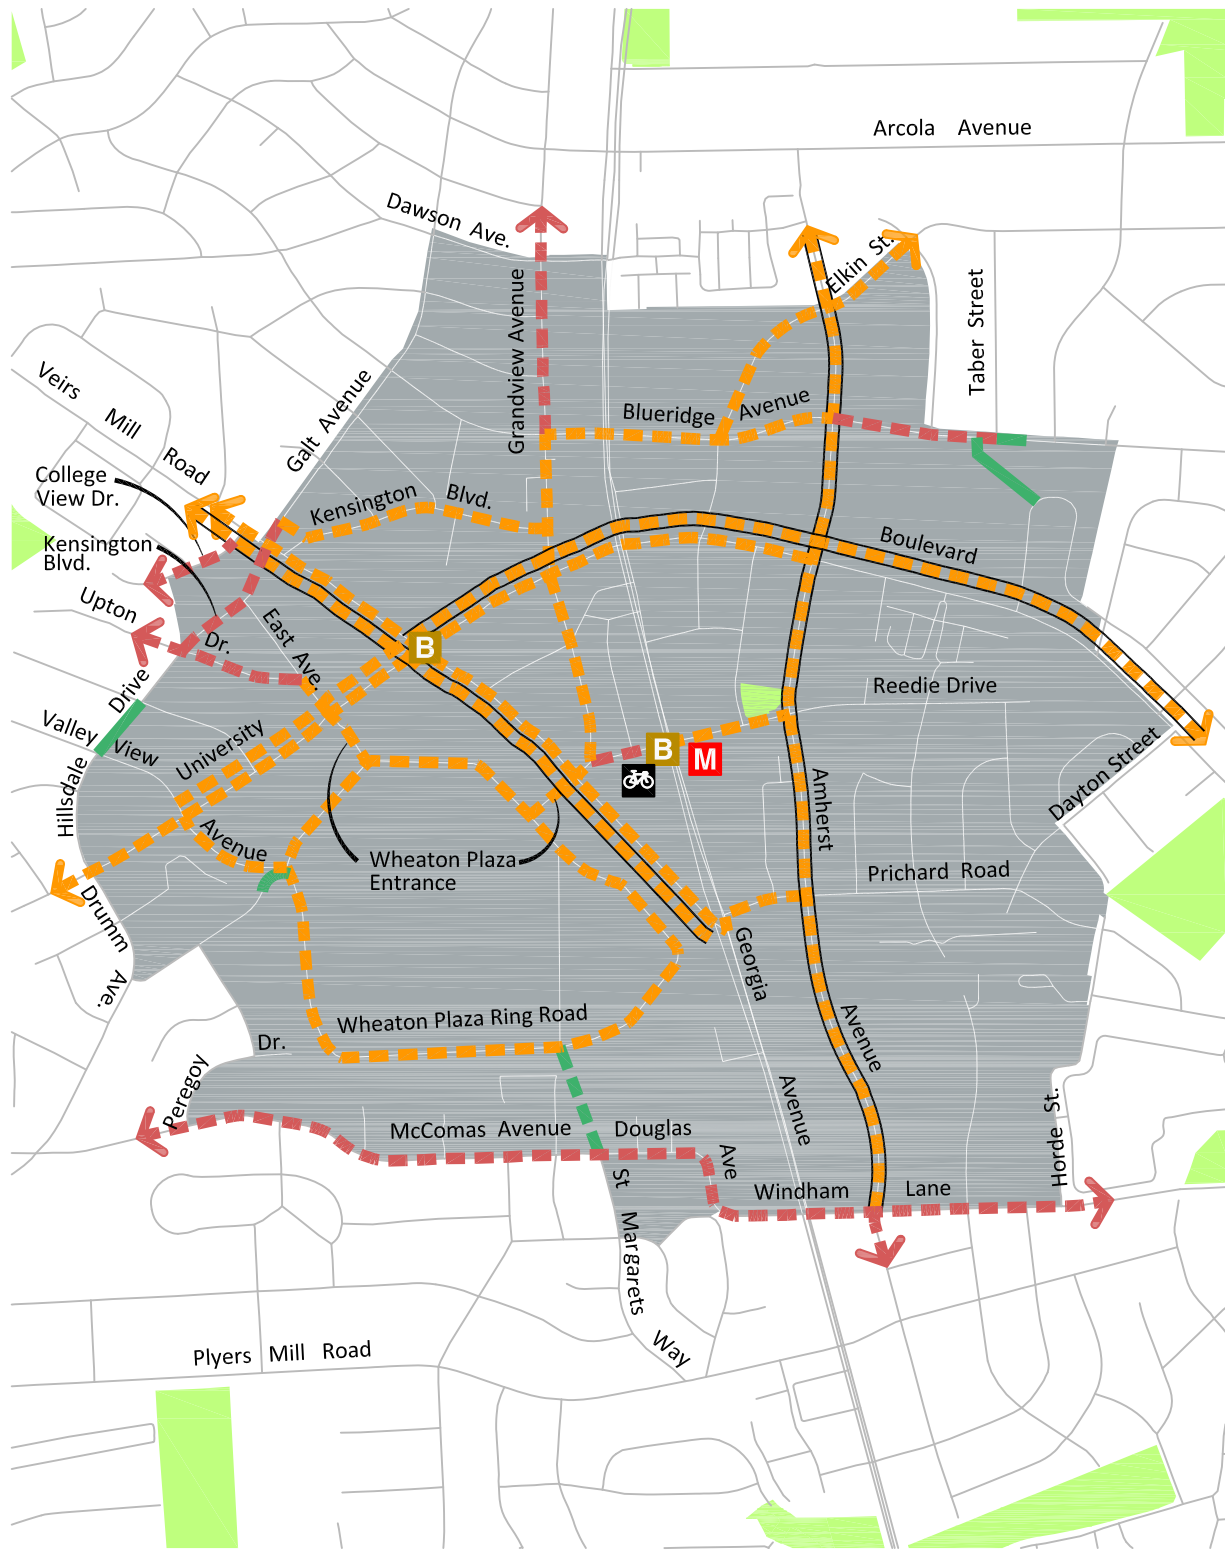 Arcola Avenue
Dawson Ave.
Elkin St.
Grandview Avenue
Taber Street
Veirs Mill Road
Galt Avenue
Blueridge Avenue
College
View Dr.
Kensington Blvd.
Kensington
Blvd.
Boulevard
Upton Dr.
East Ave.
B
Drive
Reedie Drive
Valley View
University
B
M
Hillsdale
Amherst
Dayton Street
Avenue
Wheaton Plaza
Entrance
Prichard Road
Drumm
Ave.
Georgia
Wheaton Plaza Ring Road
Avenue
Dr.
Peregoy
Avenue
McComas Avenue
Douglas
Ave
Horde St.
St
Windham Lane
Margarets
Way
Plyers Mill Road